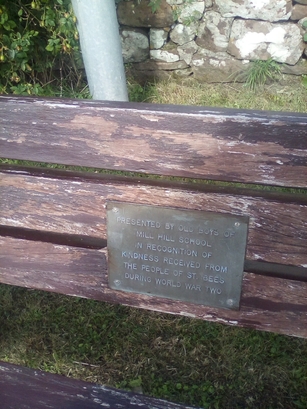 PRESENTED BY OLD BOYS OF
MILL HILL SCHOOL
IN RECOGNITION OF
KINDNESS RECEIVED FROM
THE PEOPLE OF ST BEES
DURING WORLD WAR TWO